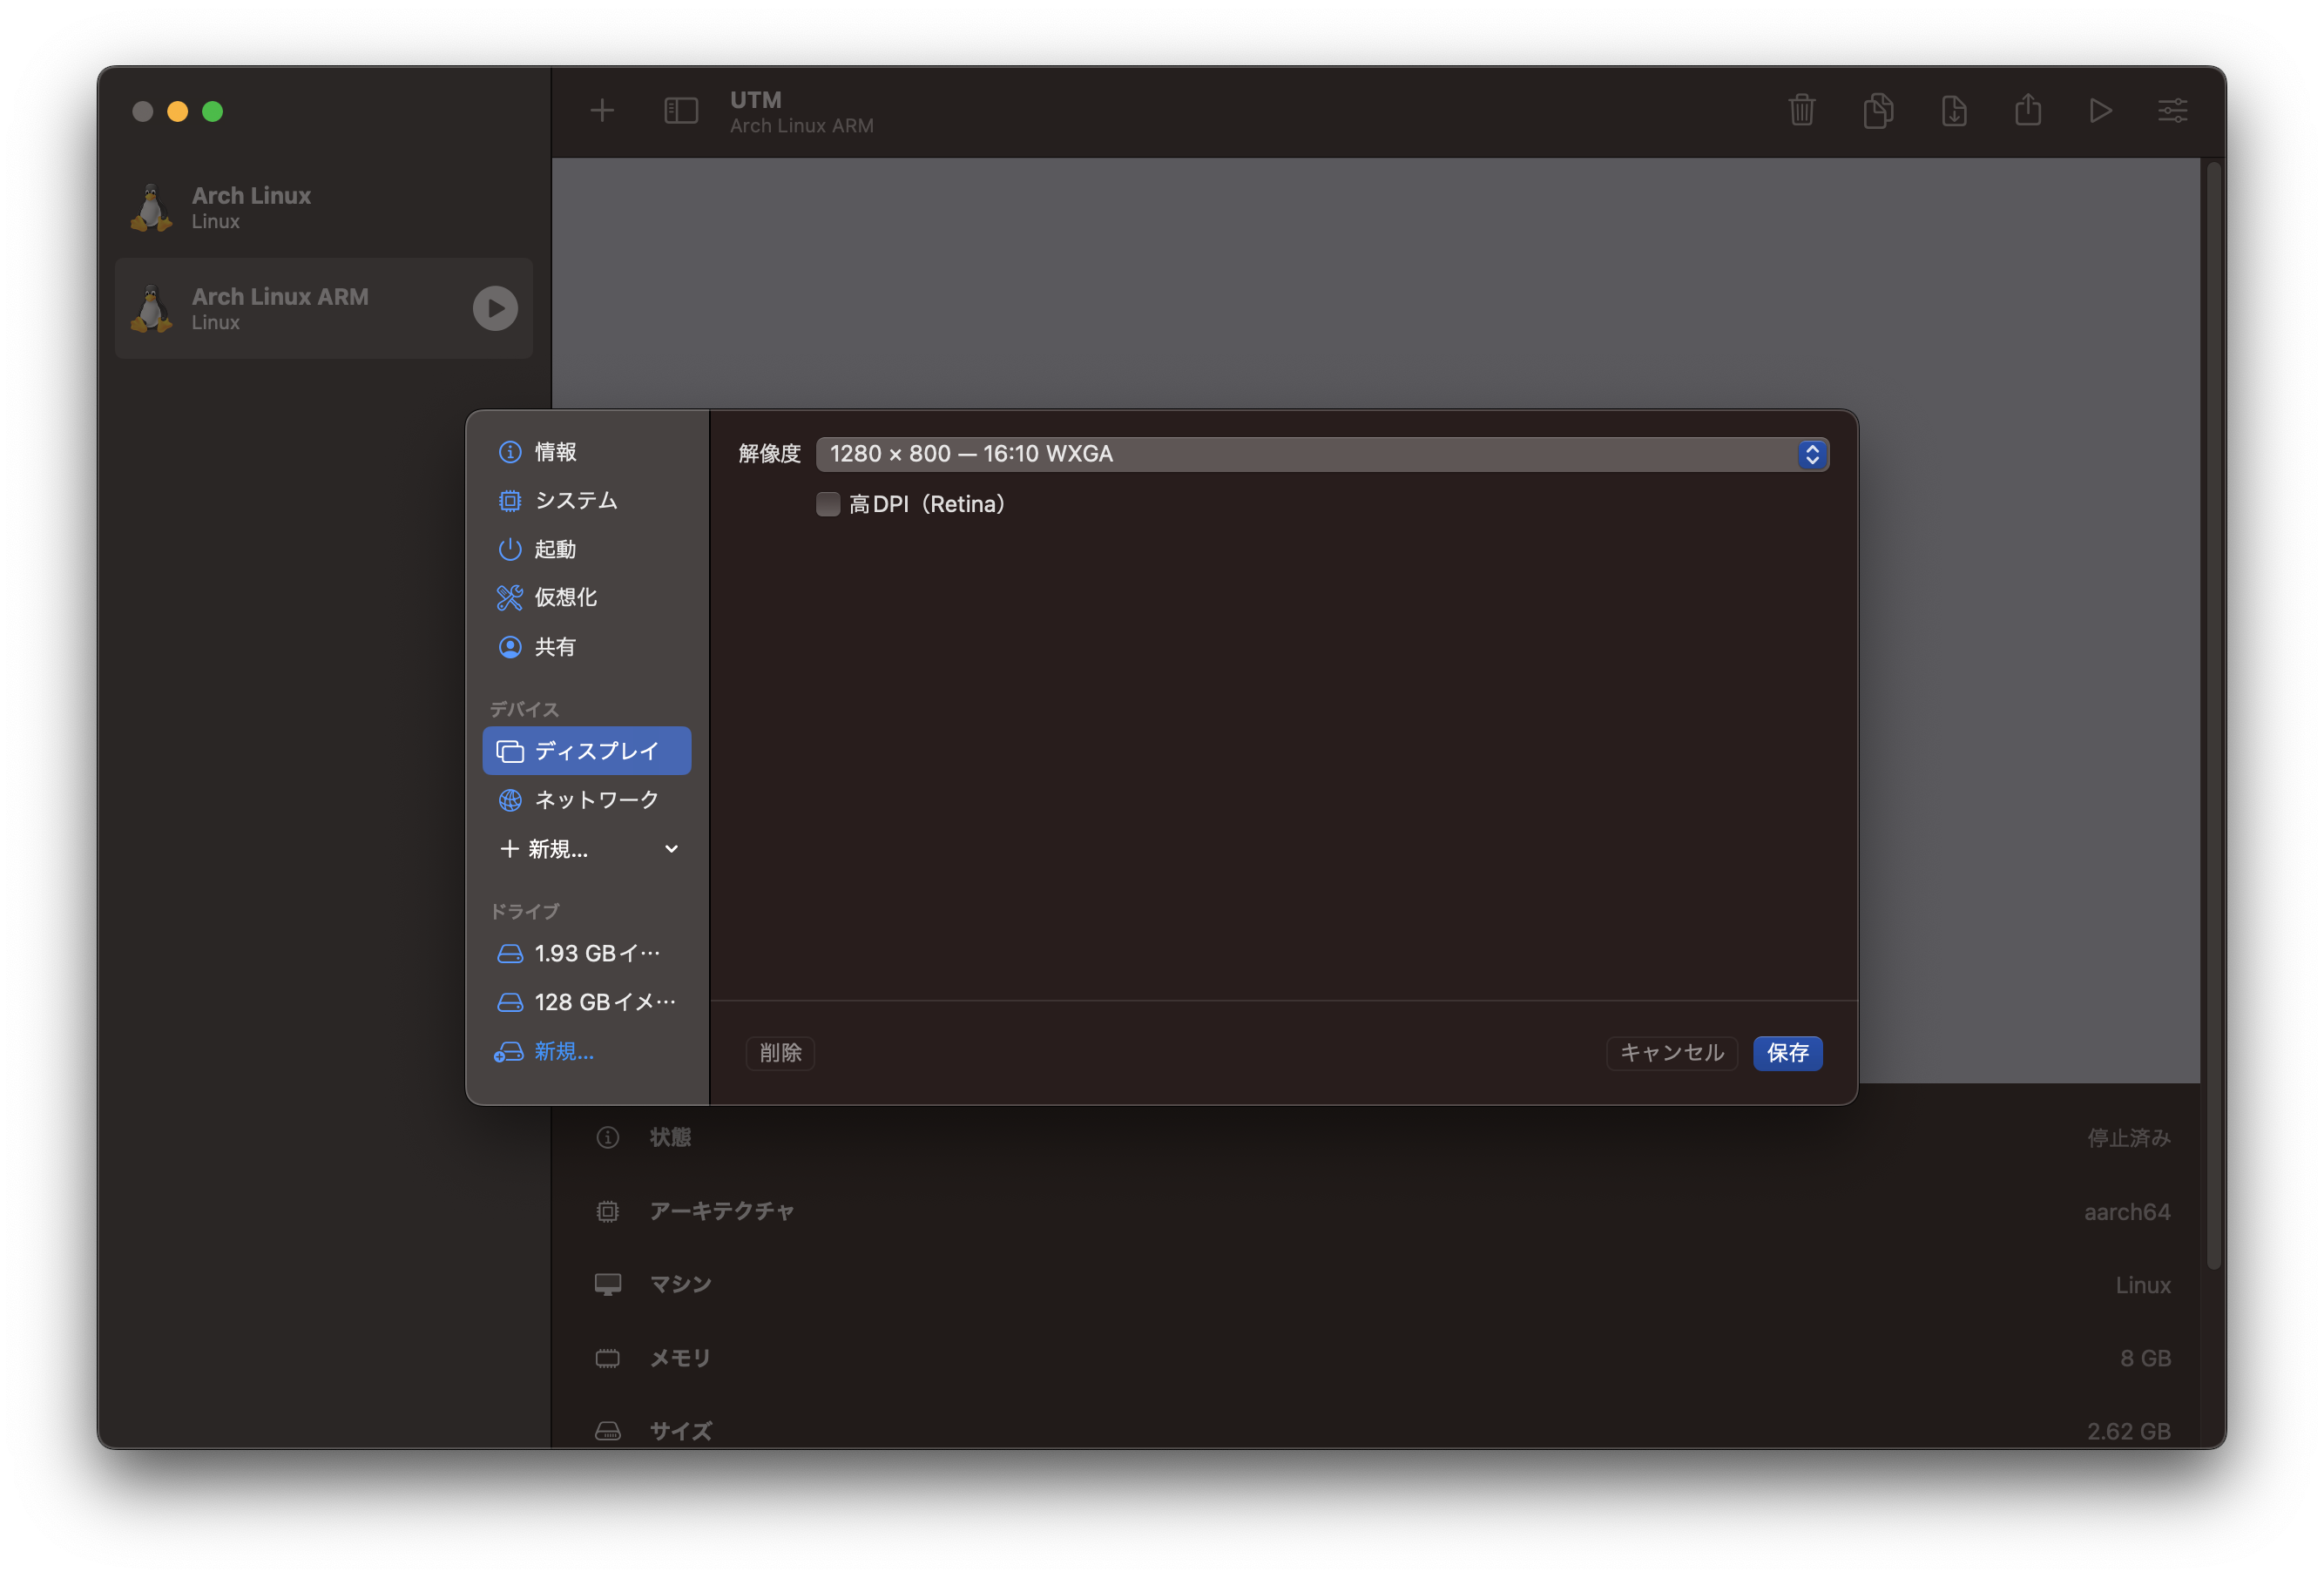 UTM
Arch Linux ARM
Arch Linux
Linux
Arch Linux ARM
Linux
情報
システム
起動
仮想化
共有
デバイス
ディスプレイ
ネットワーク
新規...
ドライブ
1.93 GBイ…
128 GBイメ…
新規...
解像度 1280 × 800 — 16:10 WXGA
高DPI（Retina）
削除 キャンセル 保存
状態 停止済み
アーキテクチャ aarch64
マシン Linux
メモリ 8 GB
サイズ 2.62 GB